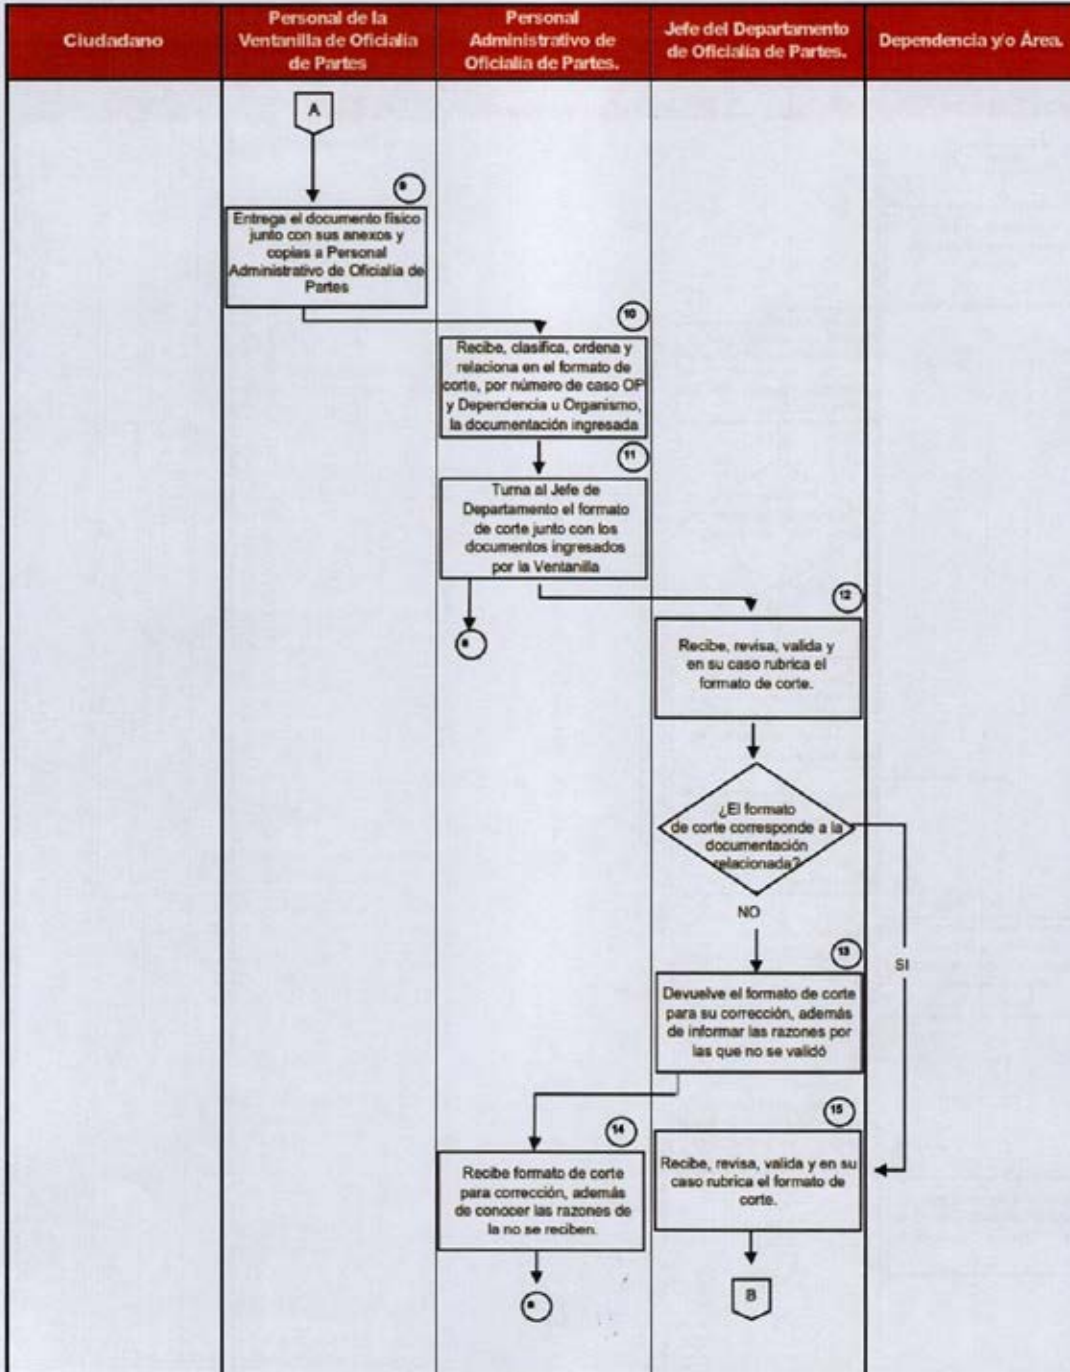 Ciudadano
Personal de la
Ventanilla de Oficialía
de Partes
Personal
Administrativo de
Oficialía de Partes.
Jefe del Departamento
de Oficialía de Partes.
Dependencia y/o Área.
A
Entrega el documento físico
junto con sus anexos y
copias a Personal
Administrativo de Oficialía de
Partes
10
Recibe, clasifica, ordena y
relaciona en el formato de
corte, por número de caso OP
y Dependencia u Organismo,
la documentación ingresada
11
Turna al Jefe de
Departamento el formato
de corte junto con los
documentos ingresados
por la Ventanilla
12
Recibe, revisa, valida y
en su caso rubrica el
formato de corte.
¿El formato
de corte corresponde a la
documentación
relacionada?
NO
SI
13
Devuelve el formato de corte
para su corrección, además
de informar las razones por
las que no se validó
14
Recibe formato de corte
para corrección, además
de conocer las razones de
la no se reciben.
15
Recibe, revisa, valida y en su
caso rubrica el formato de
corte.
B